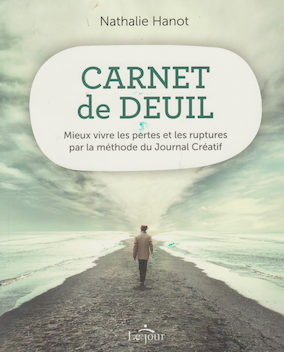 Nathalie Hanot
CARNET
de DEUIL
Mieux vivre les pertes et les ruptures
par la méthode du Journal Créatif
Le jour